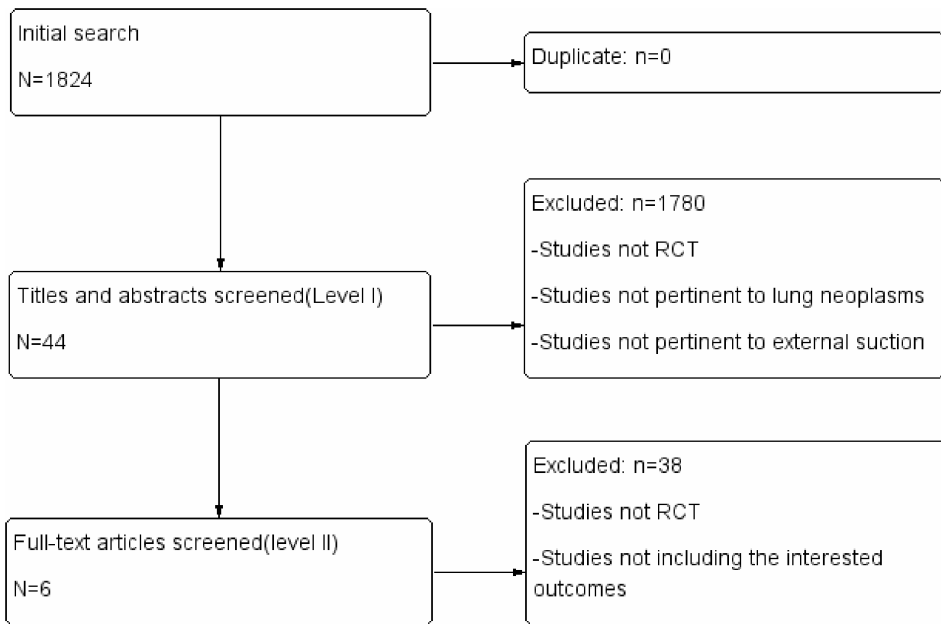 Initial search
N=1824
Duplicate: n=0
Excluded: n=1780
-Studies not RCT
-Studies not pertinent to lung neoplasms
-Studies not pertinent to external suction
Titles and abstracts screened(Level I)
N=44
Excluded: n=38
-Studies not RCT
-Studies not including the interested
outcomes
Full-text articles screened(level II)
N=6